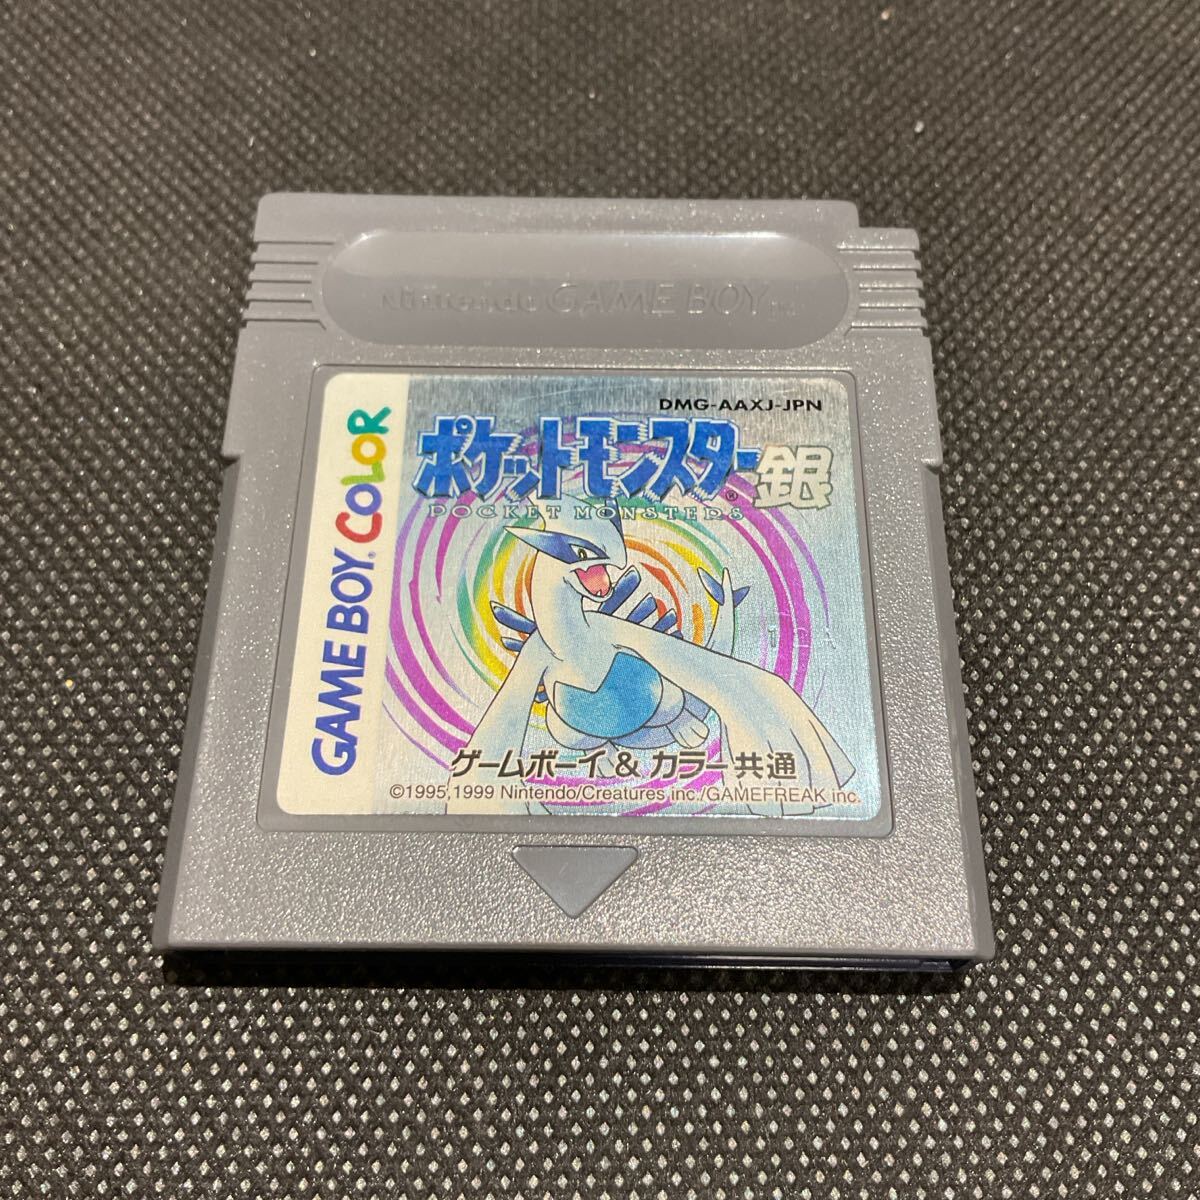 Nintendo GAME BOY TM
DMG-AAXJ-JPN
ポケットモンスター®銀
POCKET MONSTERS
GAME BOY. COLOR
ゲームボーイ & カラー 共通
©1995,1999 Nintendo/Creatures inc./GAMEFREAK inc.